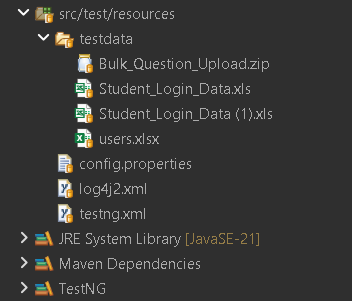 src/test/resources
testdata
Bulk_Question_Upload.zip
Student_Login_Data.xls
Student_Login_Data (1).xls
users.xlsx
config.properties
log4j2.xml
testng.xml
JRE System Library [JavaSE-21]
Maven Dependencies
TestNG